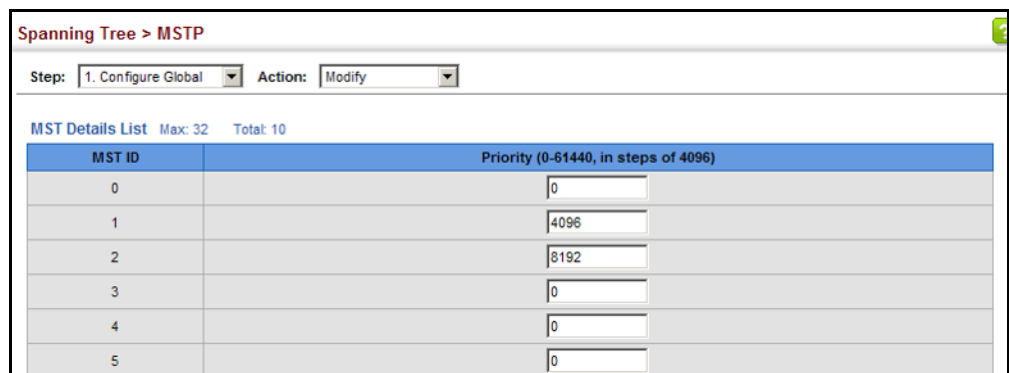 Spanning Tree > MSTP
?
Step: 1. Configure Global Action: Modify
MST Details List Max: 32 Total: 10
MST ID Priority (0-61440, in steps of 4096)
0 0
1 4096
2 8192
3 0
4 0
5 0